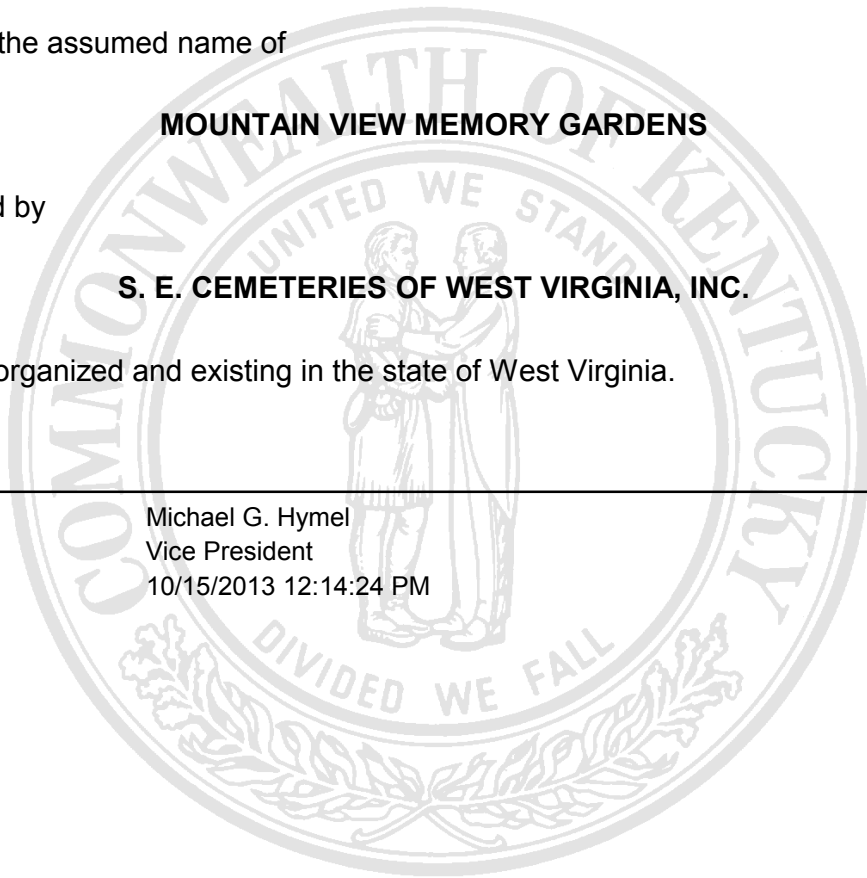 the assumed name of
MOUNTAIN VIEW MEMORY GARDENS
d by
S. E. CEMETERIES OF WEST VIRGINIA, INC.
organized and existing in the state of West Virginia.
Michael G. Hymel
Vice President
10/15/2013 12:14:24 PM
COMMONWEALTH OF KENTUCKY
UNITED WE STAND
DIVIDED WE FALL